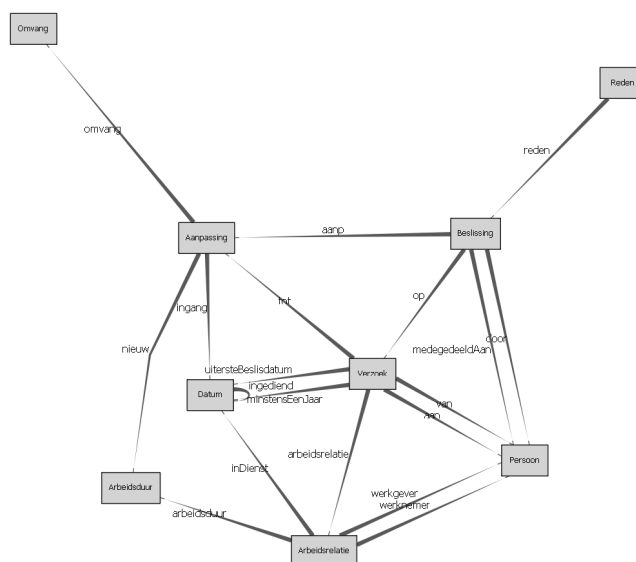 Omvang
Reden
omvang
reden
Aanpassing
aanp
Beslissing
ingang
tnt
op
door
nieuw
medegedeeldAan
uitersteBeslisdatum
Verzoek
ingediend
Datum
minstensEenJaar
van
Aan
arbeidsrelatie
inDienst
Persoon
Arbeidsduur
werkgever
werknemer
arbeidsduur
Arbeidsrelatie